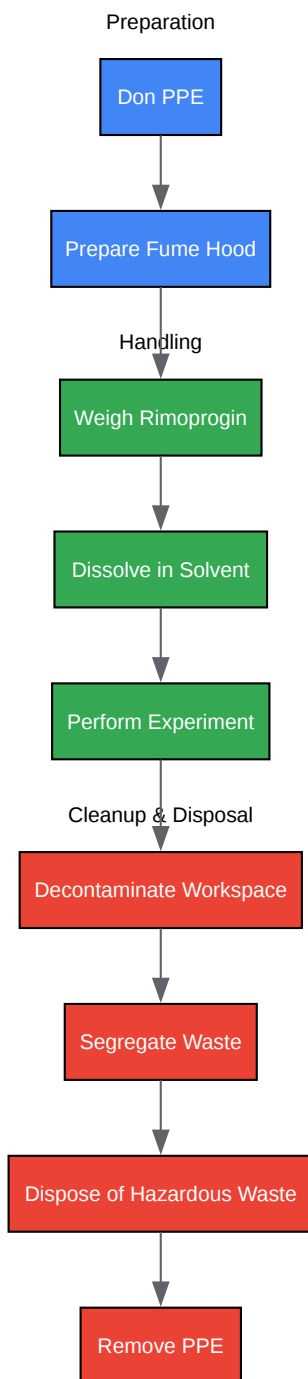 Preparation
Don PPE
Prepare Fume Hood
Handling
Weigh Rimoprogin
Dissolve in Solvent
Perform Experiment
Cleanup & Disposal
Decontaminate Workspace
Segregate Waste
Dispose of Hazardous Waste
Remove PPE